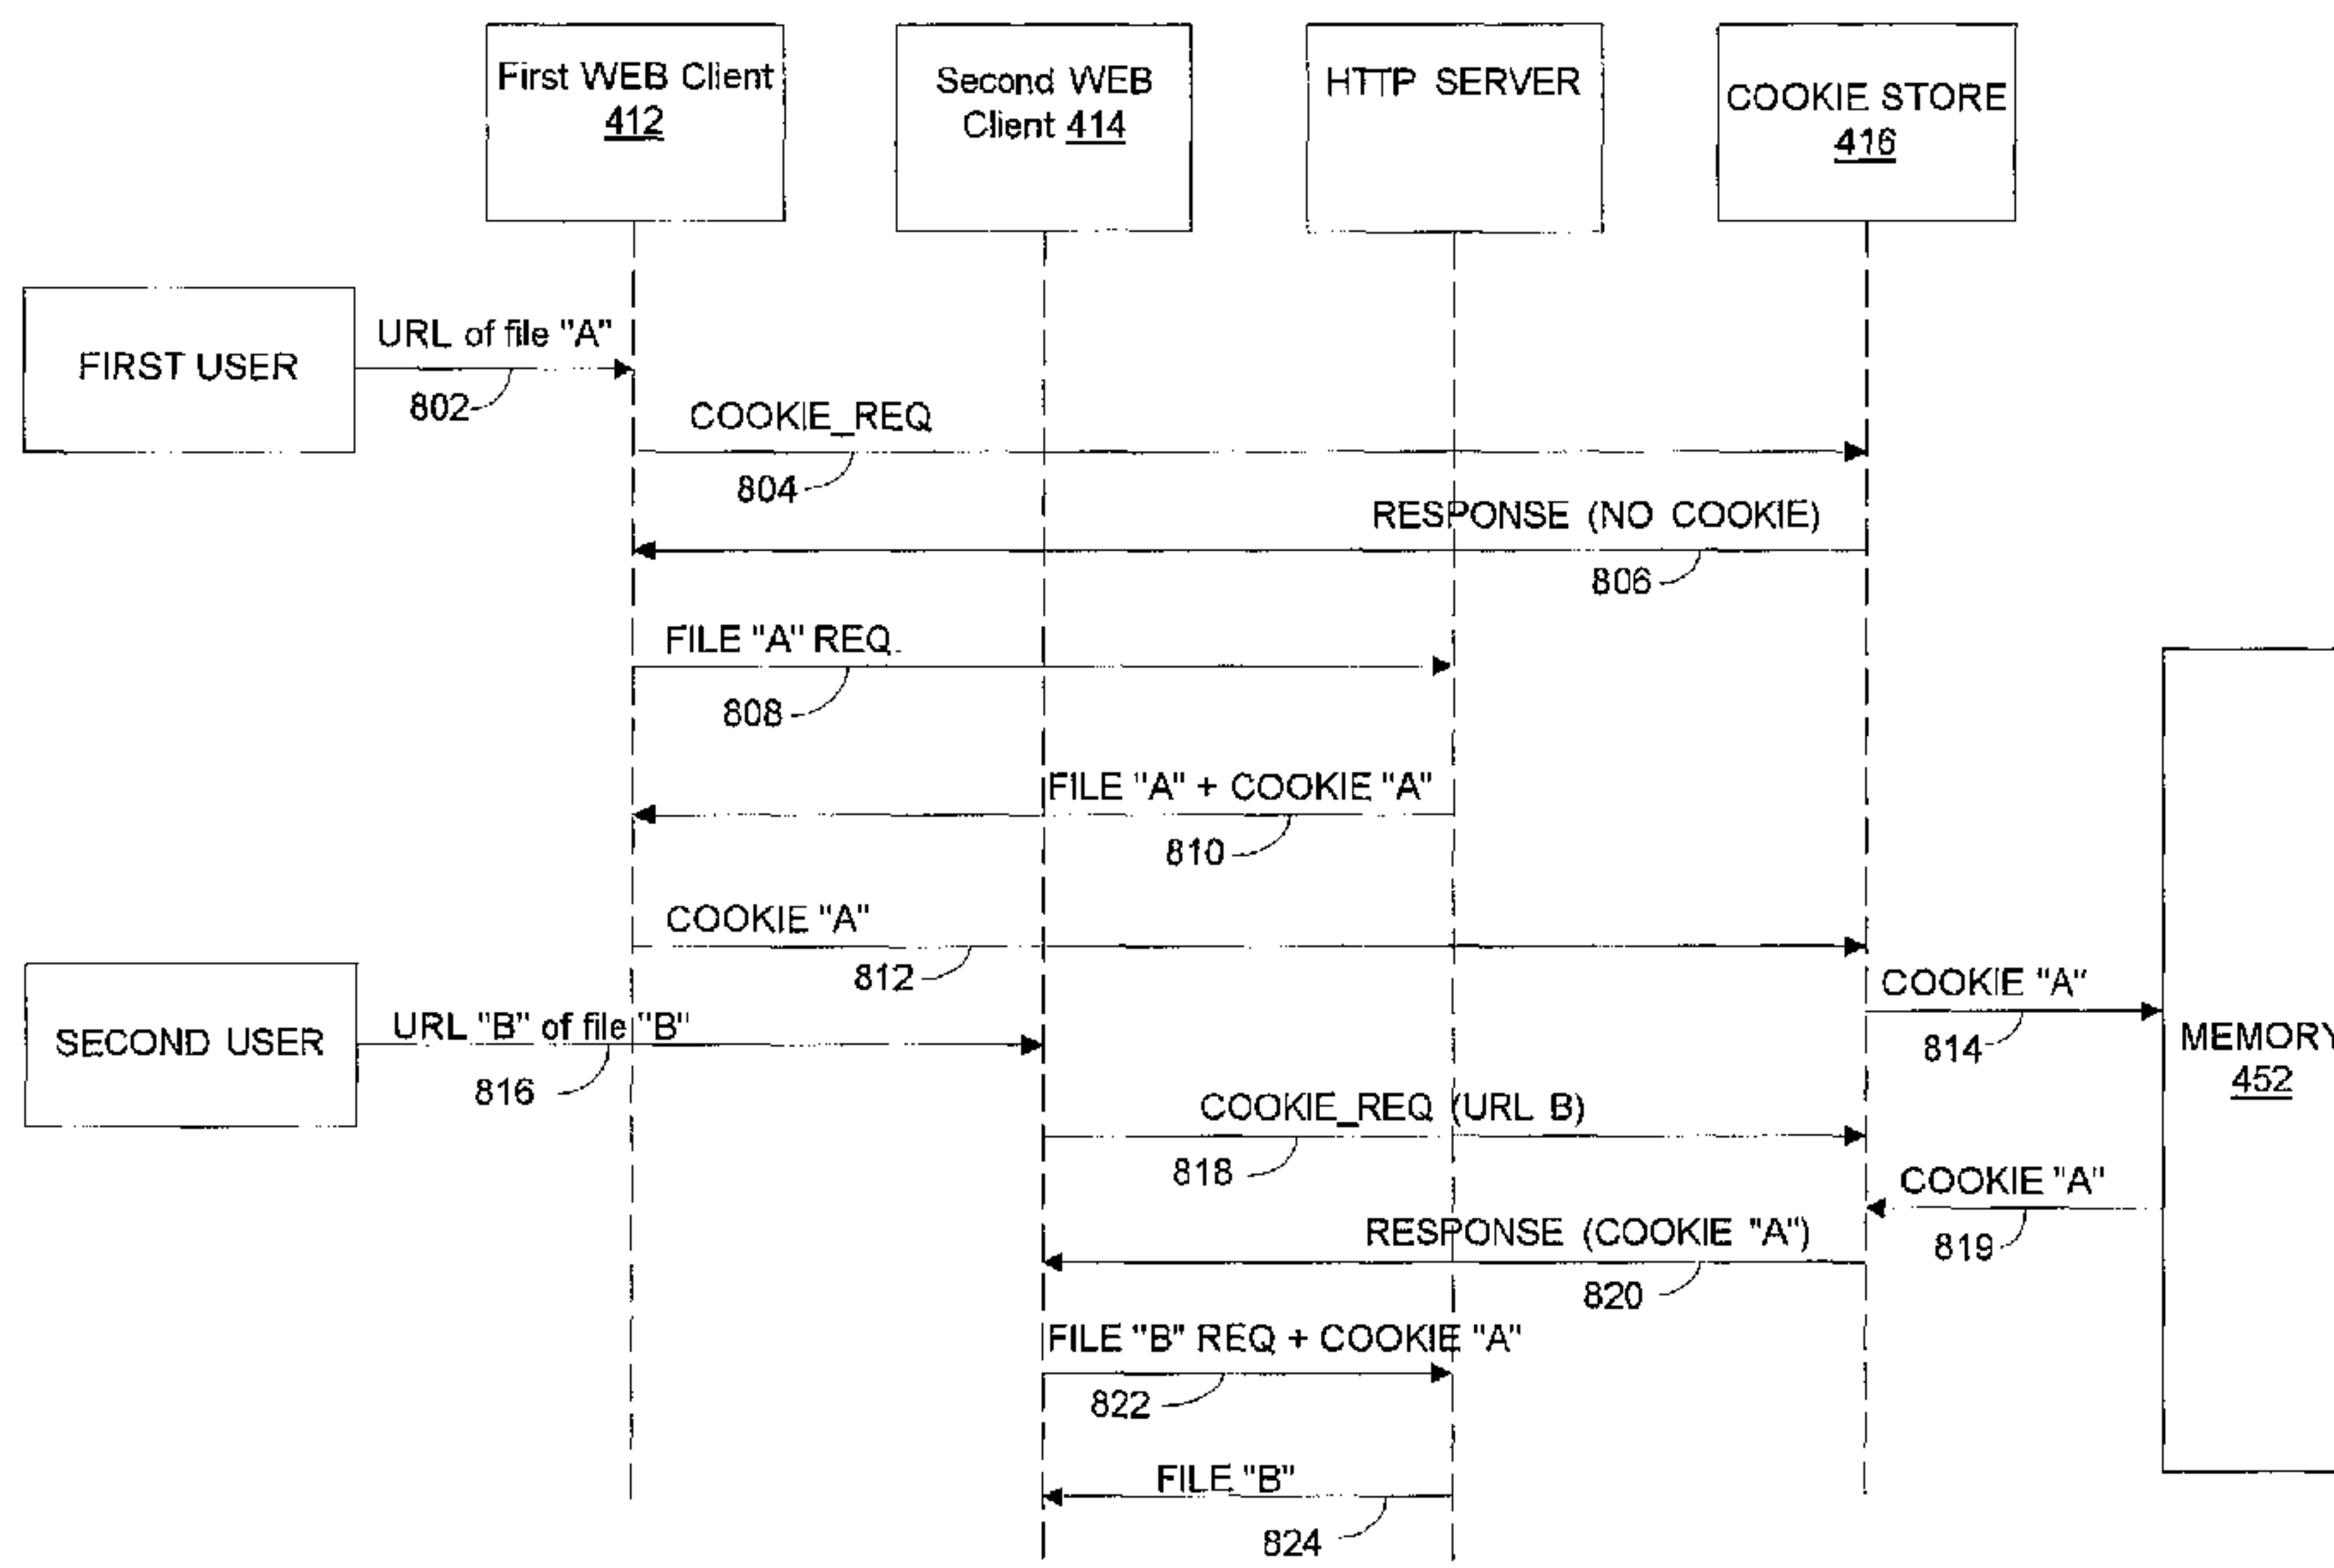 First WEB Client
412
Second WEB
Client 414
HTTP SERVER
COOKIE STORE
416
FIRST USER
URL of file "A"
802
COOKIE_REQ
804
RESPONSE (NO COOKIE)
806
FILE "A" REQ.
808
FILE "A" + COOKIE "A"
810
COOKIE "A"
812
COOKIE "A"
814
MEMORY
452
SECOND USER
URL "B" of file "B"
816
COOKIE_REQ (URL B)
818
COOKIE "A"
819
RESPONSE (COOKIE "A")
820
FILE "B" REQ + COOKIE "A"
822
FILE "B"
824